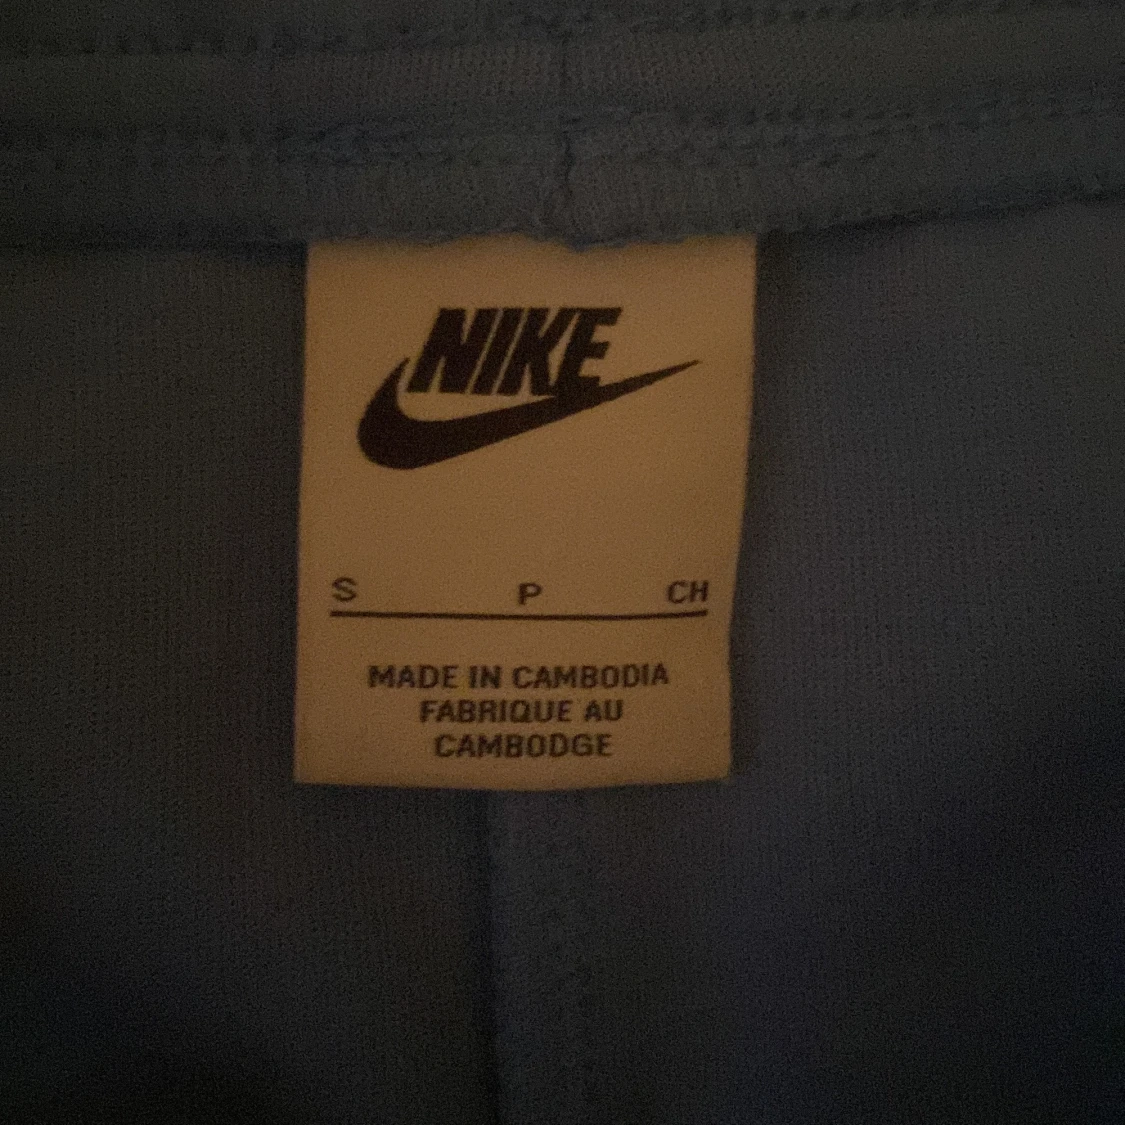 NIKE
S P CH
MADE IN CAMBODIA
FABRIQUE AU
CAMBODGE